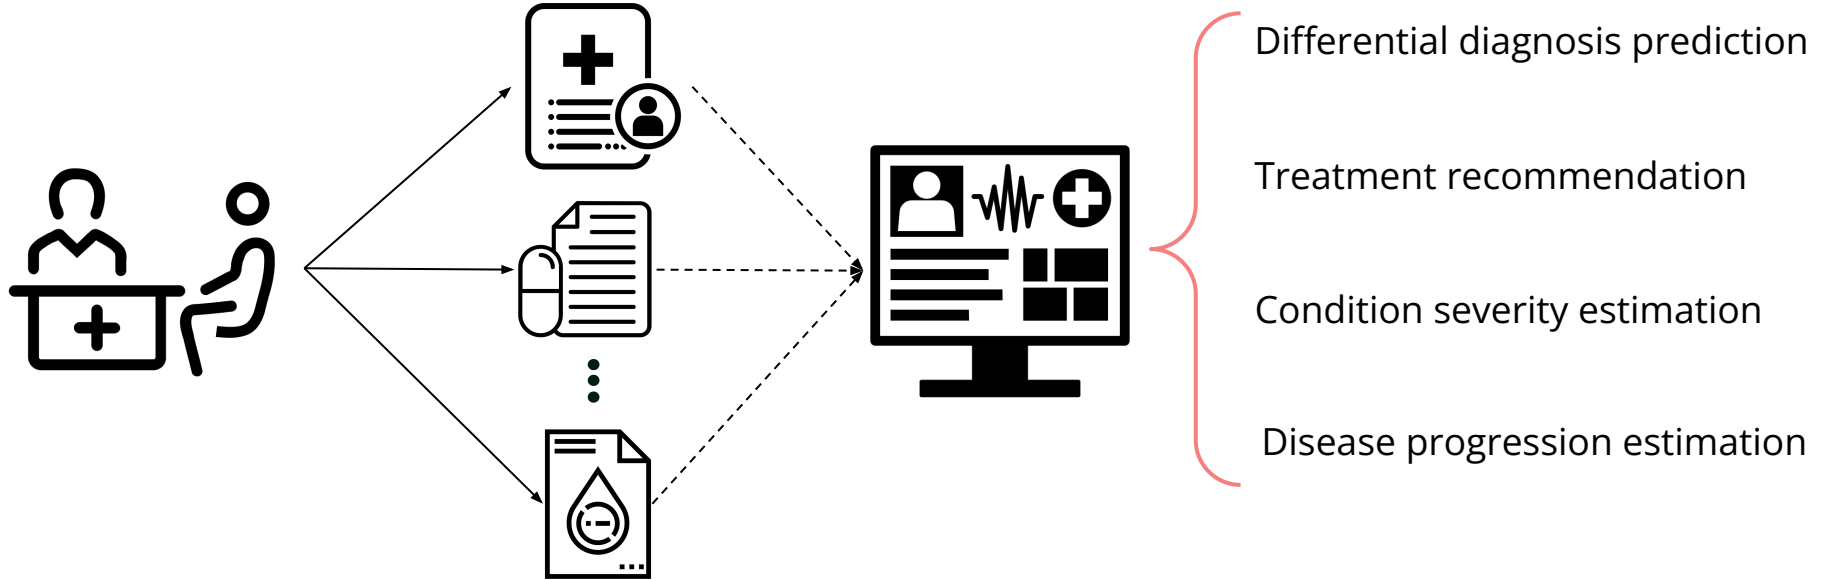 Differential diagnosis prediction
Treatment recommendation
Condition severity estimation
Disease progression estimation